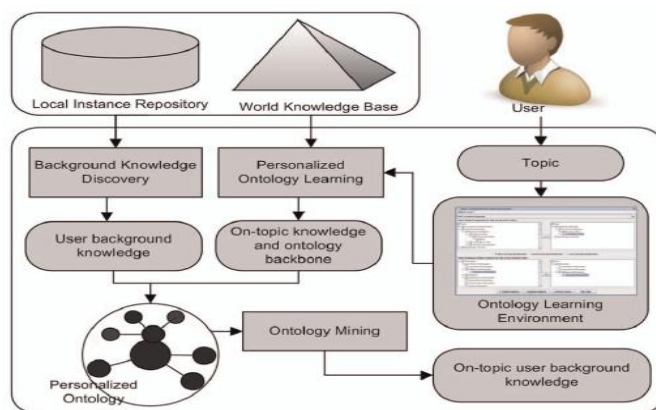 Local Instance Repository
World Knowledge Base
User
Background Knowledge
Discovery
Personalized
Ontology Learning
Topic
User background
knowledge
On-topic knowledge
and ontology
backbone
Ontology Learning
Environment
Ontology Mining
Personalized
Ontology
On-topic user background
knowledge